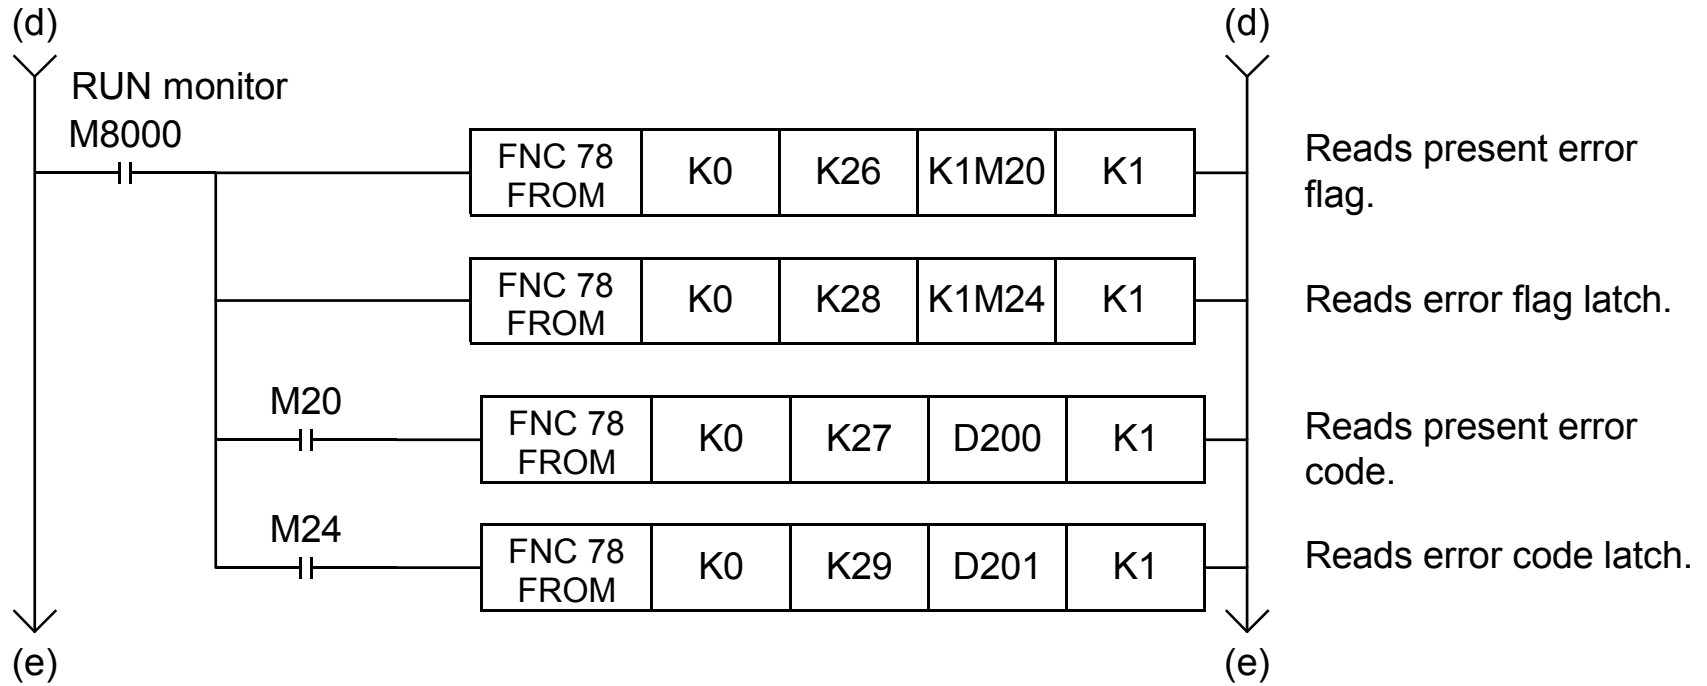 (d)
(d)
RUN monitor
M8000
FNC 78
FROM
K0
K26
K1M20
K1
Reads present error
flag.
FNC 78
FROM
K0
K28
K1M24
K1
Reads error flag latch.
M20
FNC 78
FROM
K0
K27
D200
K1
Reads present error
code.
M24
FNC 78
FROM
K0
K29
D201
K1
Reads error code latch.
(e)
(e)